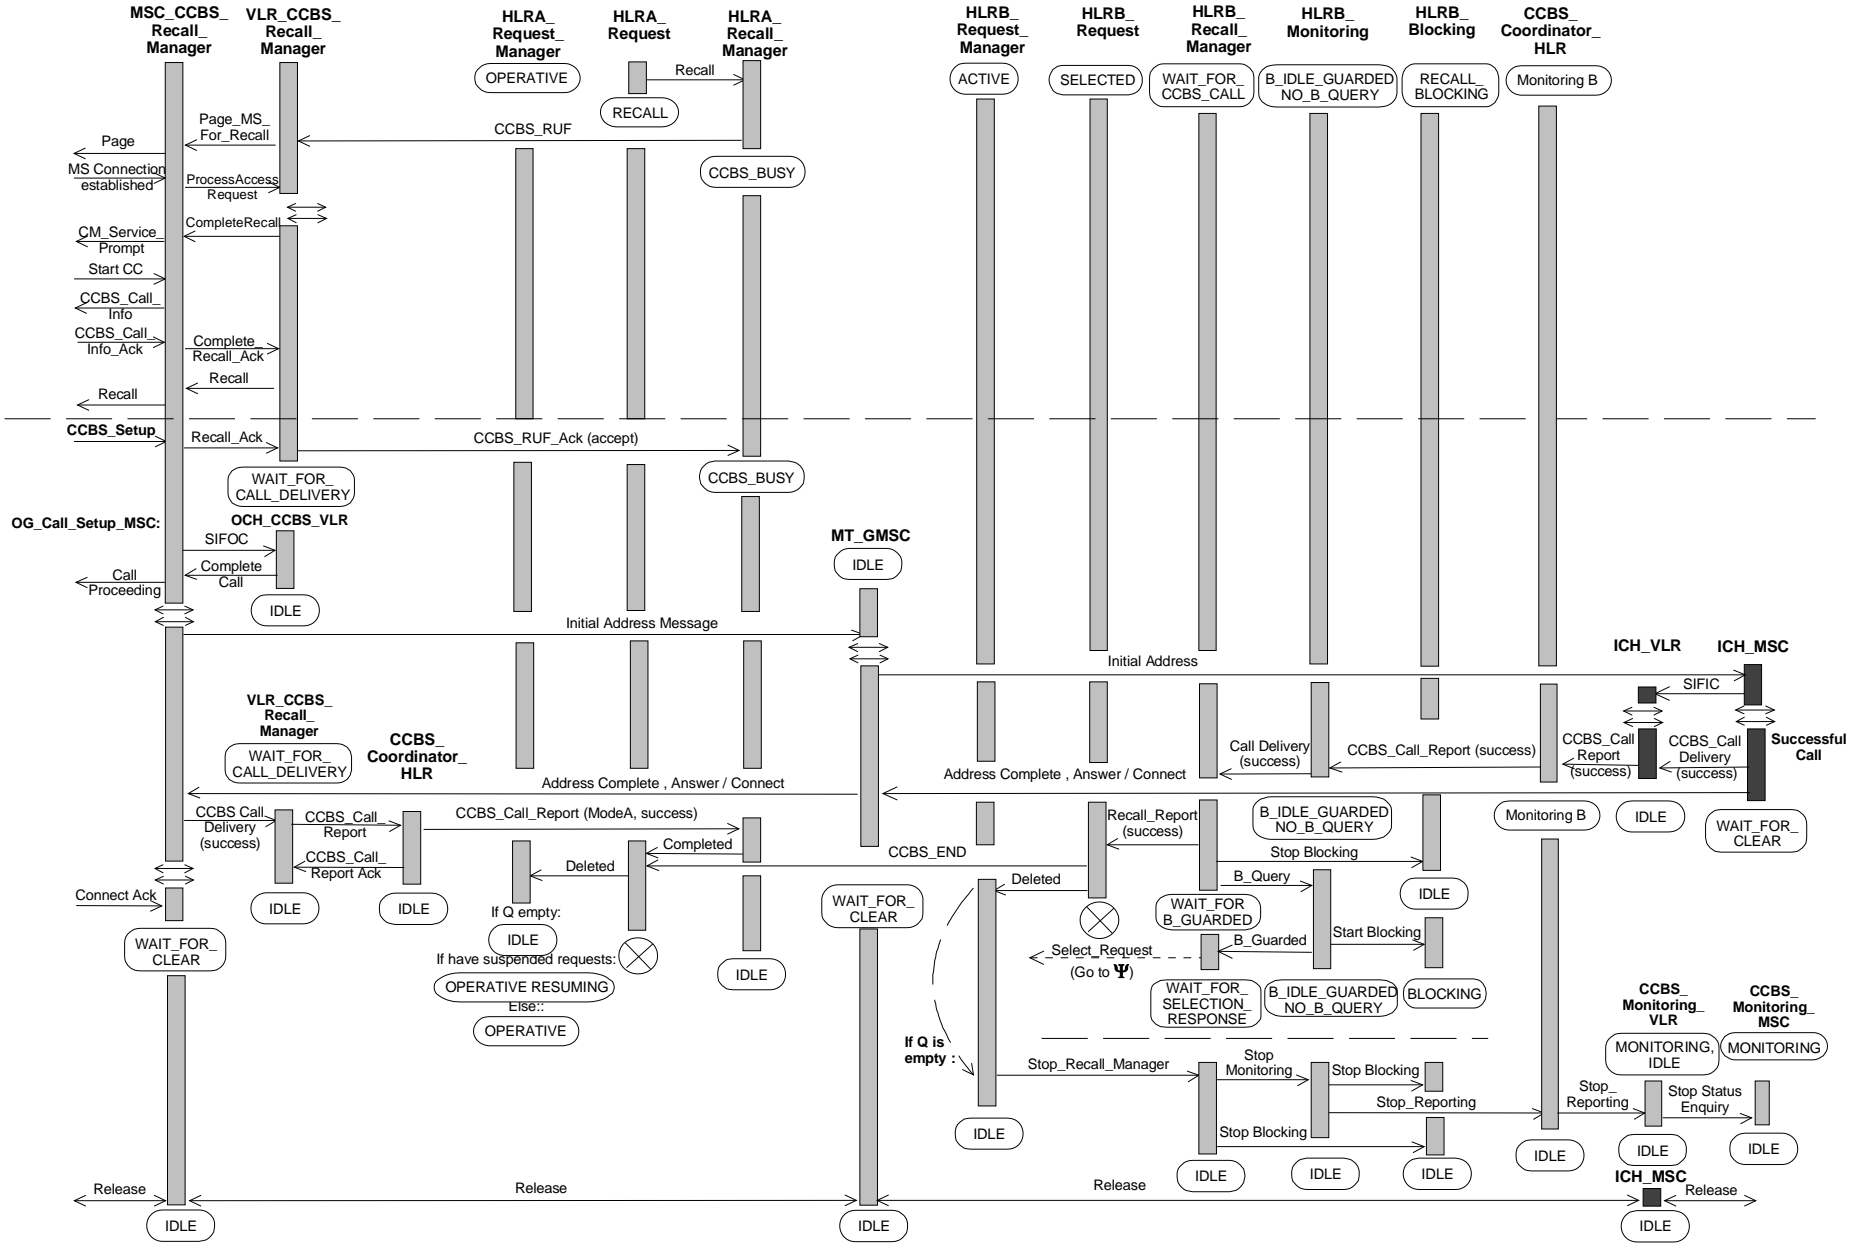 MSC_CCBS_
Recall_
Manager
VLR_CCBS_
Recall_
Manager
HLRA_
Request_
Manager
HLRA_
Request
HLRA_
Recall_
Manager
HLRB_
Request_
Manager
HLRB_
Request
HLRB_
Recall_
Manager
HLRB_
Monitoring
HLRB_
Blocking
CCBS_
Coordinator_
HLR
OPERATIVE
Recall
RECALL
ACTIVE
SELECTED
WAIT_FOR_
CCBS_CALL
B_IDLE_GUARDED
NO_B_QUERY
RECALL_
BLOCKING
Monitoring B
Page_MS_
For_Recall
CCBS_RUF
Page
MS Connection
established
ProcessAccess
Request
CCBS_BUSY
CompleteRecall
CM_Service_
Prompt
Start CC
CCBS_Call_
Info
CCBS_Call_
Info_Ack
Complete_
Recall_Ack
Recall
Recall
CCBS_Setup
Recall_Ack
CCBS_RUF_Ack (accept)
WAIT_FOR_
CALL_DELIVERY
CCBS_BUSY
OG_Call_Setup_MSC:
OCH_CCBS_VLR
SIFOC
Complete
Call
Call
Proceeding
IDLE
MT_GMSC
IDLE
Initial Address Message
Initial Address
ICH_VLR
ICH_MSC
SIFIC
VLR_CCBS_
Recall_
Manager
WAIT_FOR_
CALL_DELIVERY
CCBS_
Coordinator_
HLR
Call Delivery
(success)
CCBS_Call_Report (success)
CCBS_Call
Report
(success)
CCBS_Call
Delivery
(success)
Successful
Call
Address Complete , Answer / Connect
Address Complete , Answer / Connect
CCBS Call
Delivery
(success)
CCBS_Call_
Report
CCBS_Call_Report (ModeA, success)
Recall_Report
(success)
B_IDLE_GUARDED
NO_B_QUERY
Monitoring B
IDLE
WAIT_FOR_
CLEAR
Completed
CCBS_END
Stop Blocking
CCBS_Call_
Report Ack
Deleted
Deleted
B_Query
Connect Ack
IDLE
IDLE
WAIT_FOR_
CLEAR
WAIT_FOR
B_GUARDED
IDLE
If Q empty:
IDLE
If have suspended requests:
OPERATIVE RESUMING
Else::
OPERATIVE
WAIT_FOR_
CLEAR
IDLE
B_Guarded
Start Blocking
Select_Request
(Go to Ψ)
WAIT_FOR_
SELECTION_
RESPONSE
B_IDLE_GUARDED
NO_B_QUERY
BLOCKING
CCBS_
Monitoring_
VLR
CCBS_
Monitoring_
MSC
MONITORING,
IDLE
MONITORING
If Q is
empty :
Stop_Recall_Manager
Stop
Monitoring
Stop Blocking
Stop_Reporting
Stop_
Reporting
Stop Status
Enquiry
IDLE
Stop Blocking
IDLE
IDLE
IDLE
IDLE
IDLE
IDLE
ICH_MSC
Release
Release
Release
Release
IDLE
IDLE
IDLE